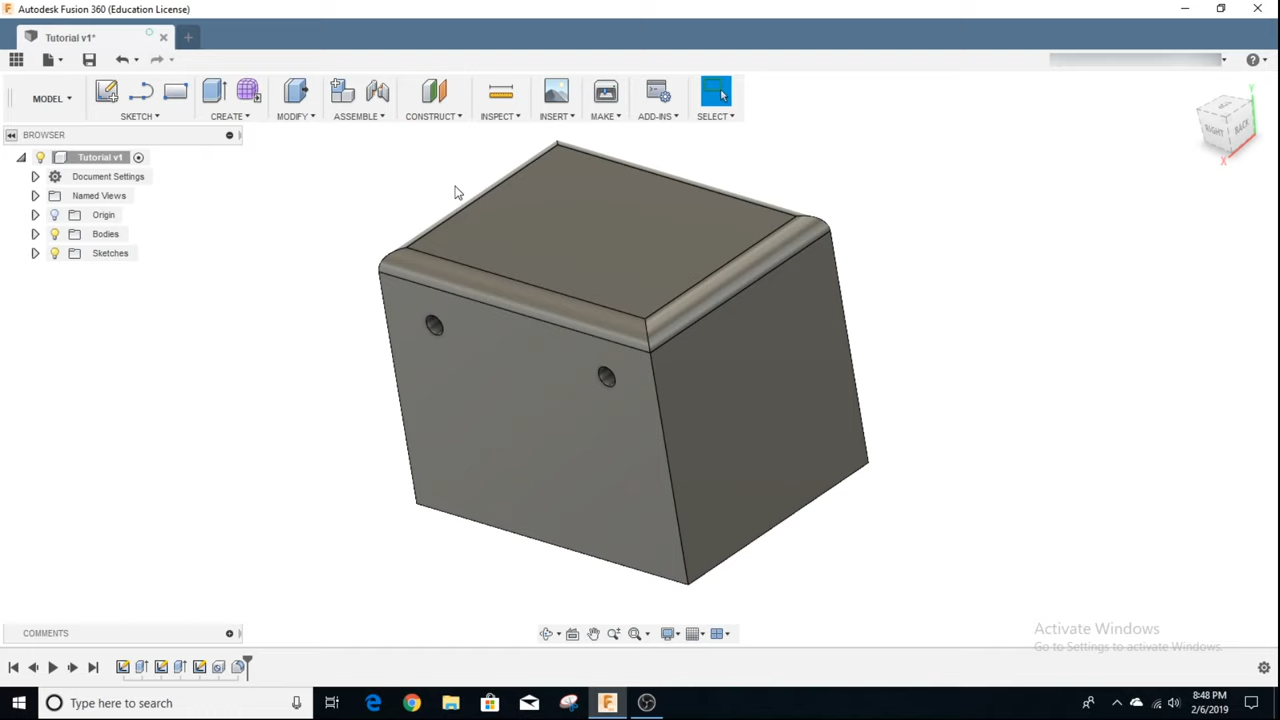 Autodesk Fusion 360 (Education License)
Tutorial v1*
MODEL
SKETCH
CREATE
MODIFY
ASSEMBLE
CONSTRUCT
INSPECT
INSERT
MAKE
ADD-INS
SELECT
BROWSER
Tutorial v1
Document Settings
Named Views
Origin
Bodies
Sketches
RIGHT
BACK
Y
X
COMMENTS
Activate Windows
Go to Settings to activate Windows.
Type here to search
8:48 PM
2/6/2019